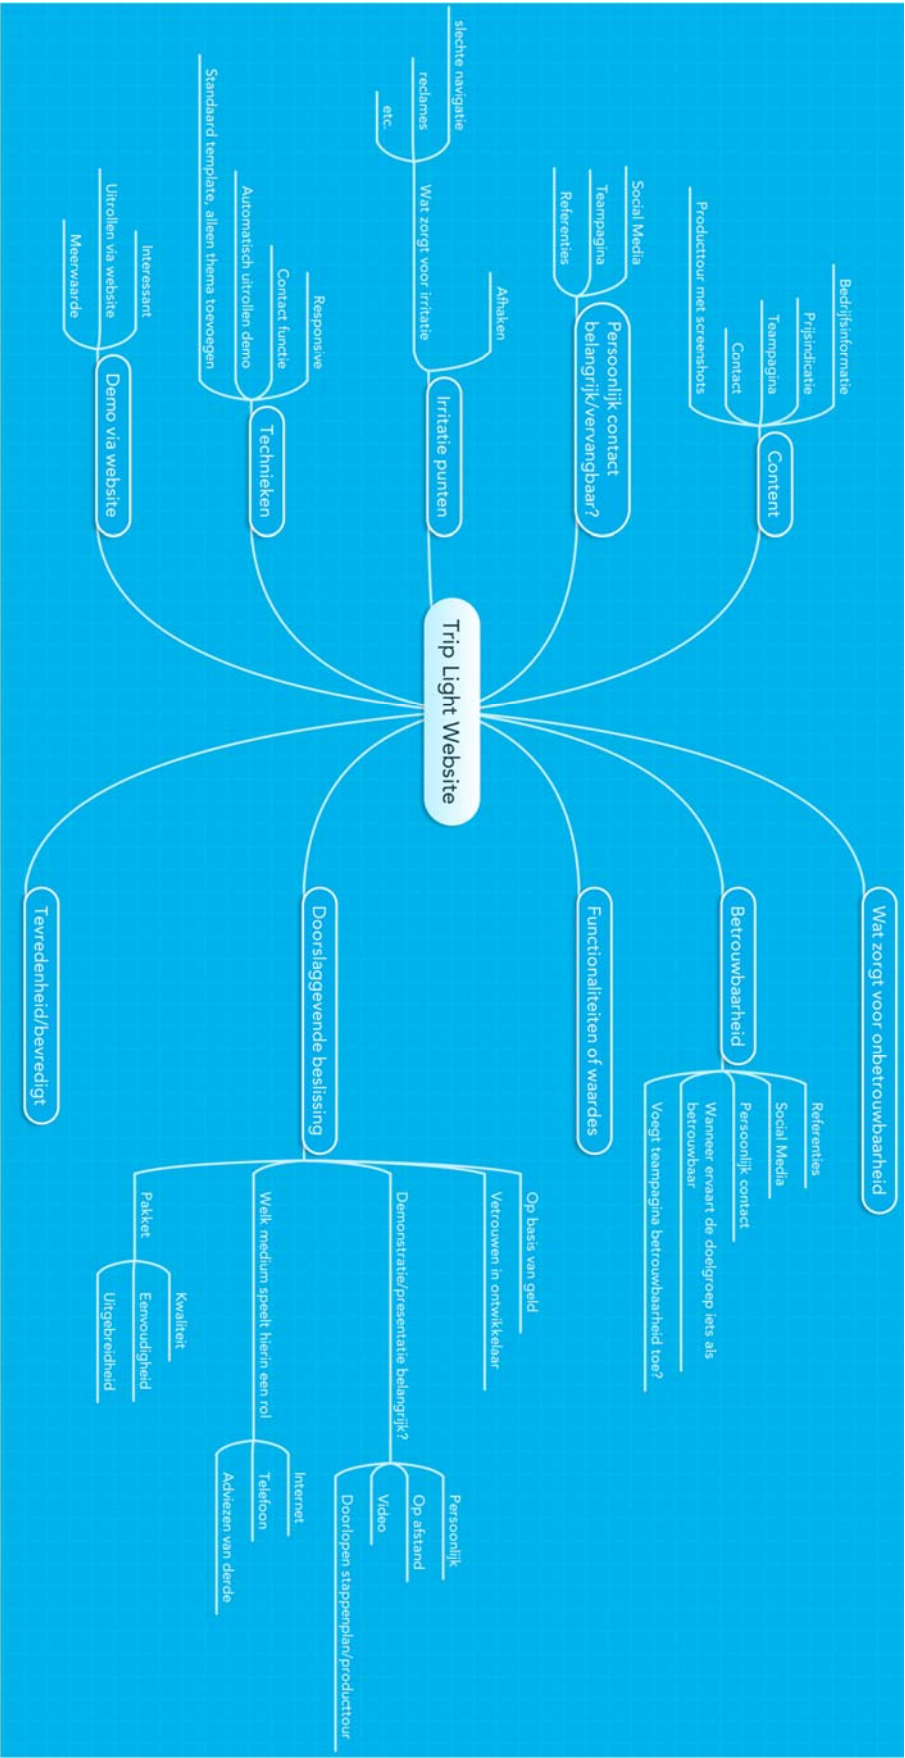 Trip Light Website
Content
Bedrijfsinformatie
Prijsindicatie
Teampagina
Contact
Producttour met screenshots
Persoonlijk contact
belangrijk/vervangbaar?
Social Media
Teampagina
Referenties
Irritatie punten
Afhaken
Wat zorgt voor irritatie
slechte navigatie
reclames
etc.
Technieken
Responsive
Contact functie
Automatisch uitrollen demo
Standaard template, alleen thema toevoegen
Demo via website
Interessant
Uitrollen via website
Meerwaarde
Wat zorgt voor onbetrouwbaarheid
Betrouwbaarheid
Referenties
Social Media
Persoonlijk contact
Wanneer ervaart de doelgroep iets als
betrouwbaar
Voegt teampagina betrouwbaarheid toe?
Functionaliteiten of waardes
Doorslaggevende beslissing
Op basis van geld
Vetrouwen in ontwikkelaar
Demonstratie/presentatie belangrijk?
Persoonlijk
Op afstand
Video
Doorlopen stappenplan/producttour
Welk medium speelt hierin een rol
Internet
Telefoon
Adviezen van derde
Pakket
Kwaliteit
Eenvoudigheid
Uitgebreidheid
Tevredenheid/bevredigt